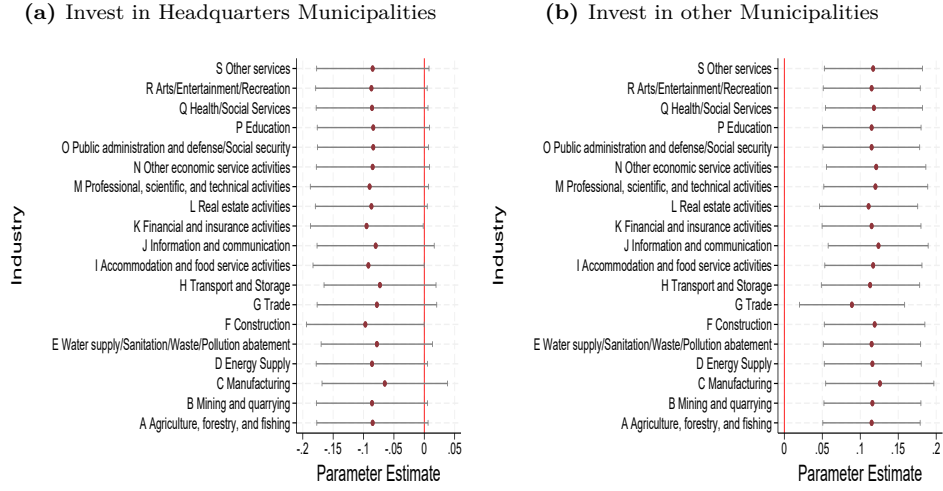 (a) Invest in Headquarters Municipalities
Industry
S Other services
R Arts/Entertainment/Recreation
Q Health/Social Services
P Education
O Public administration and defense/Social security
N Other economic service activities
M Professional, scientific, and technical activities
L Real estate activities
K Financial and insurance activities
J Information and communication
I Accommodation and food service activities
H Transport and Storage
G Trade
F Construction
E Water supply/Sanitation/Waste/Pollution abatement
D Energy Supply
C Manufacturing
B Mining and quarrying
A Agriculture, forestry, and fishing
-.2 -.15 -.1 -.05 0 .05
Parameter Estimate
(b) Invest in other Municipalities
Industry
S Other services
R Arts/Entertainment/Recreation
Q Health/Social Services
P Education
O Public administration and defense/Social security
N Other economic service activities
M Professional, scientific, and technical activities
L Real estate activities
K Financial and insurance activities
J Information and communication
I Accommodation and food service activities
H Transport and Storage
G Trade
F Construction
E Water supply/Sanitation/Waste/Pollution abatement
D Energy Supply
C Manufacturing
B Mining and quarrying
A Agriculture, forestry, and fishing
0 .05 .1 .15 .2
Parameter Estimate